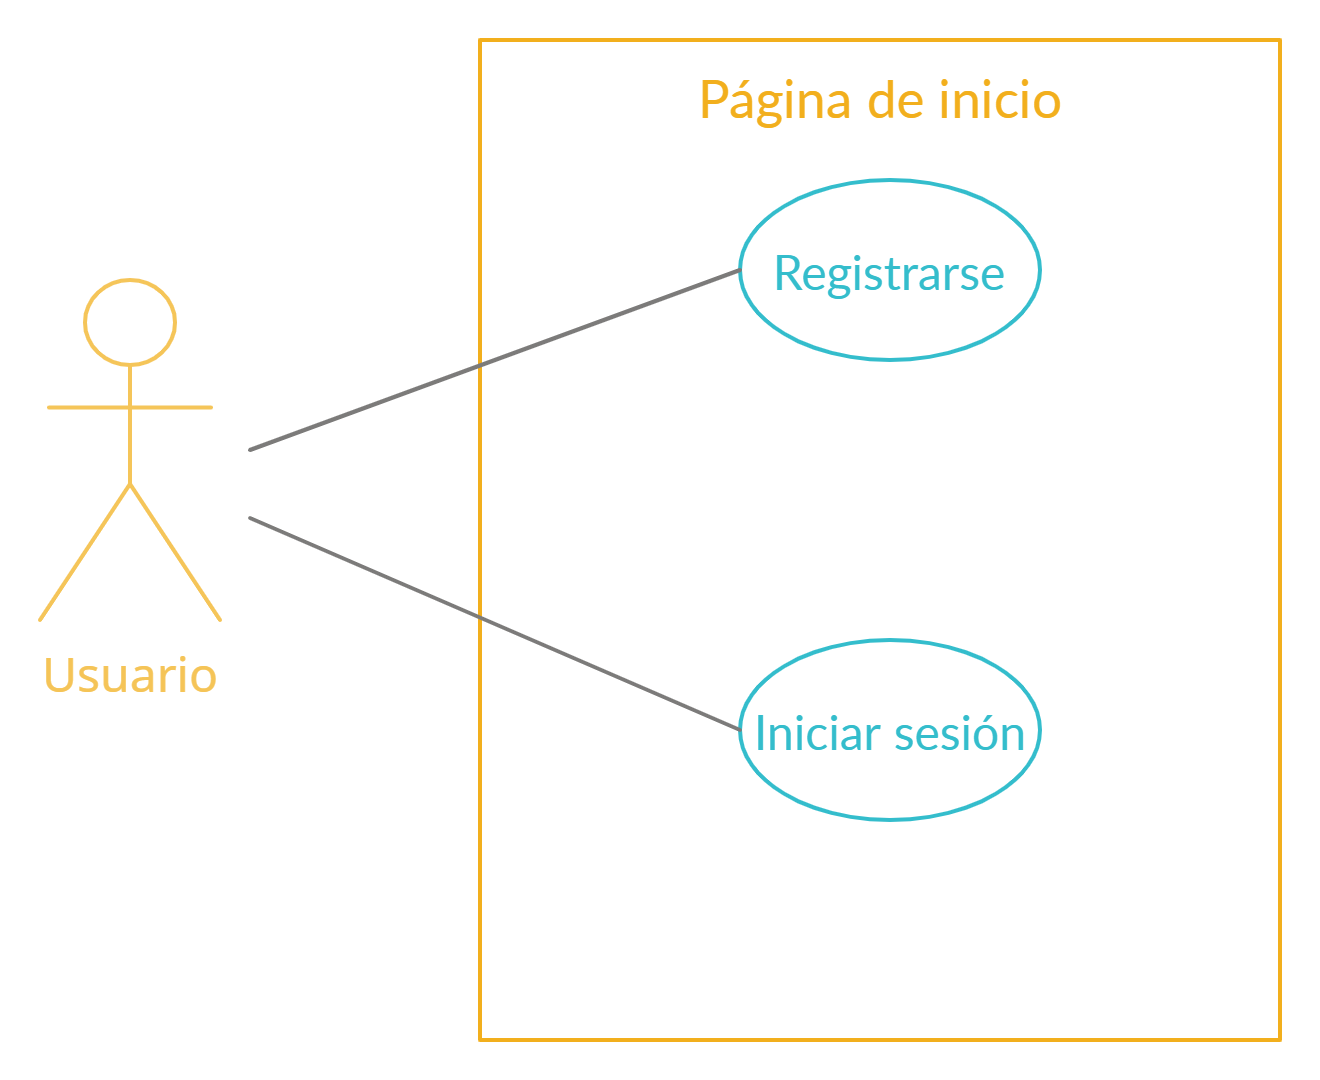 Página de inicio
Registrarse
Usuario
Iniciar sesión